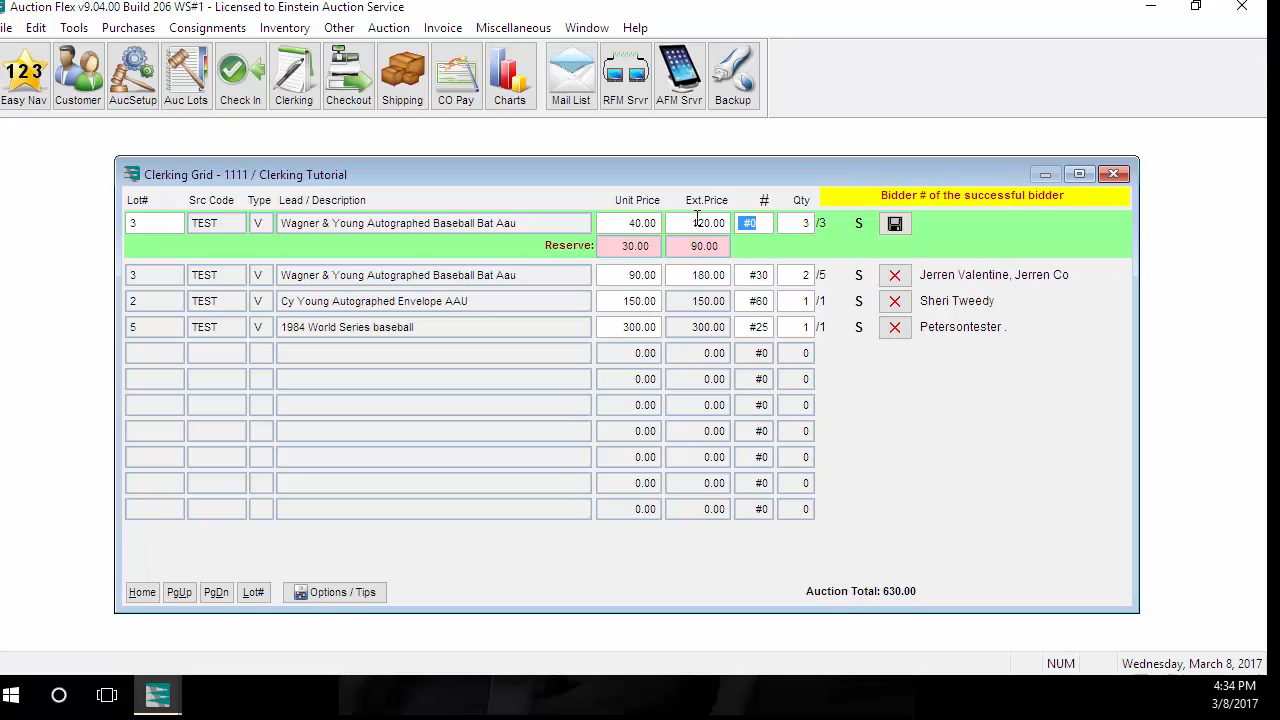 Auction Flex v9.04.00 Build 206 WS#1 - Licensed to Einstein Auction Service
ile Edit Tools Purchases Consignments Inventory Other Auction Invoice Miscellaneous Window Help
123
Easy Nav Customer AucSetup Auc Lots Check In Clerking Checkout Shipping CO Pay Charts Mail List RFM Srvr AFM Srvr Backup
Clerking Grid - 1111 / Clerking Tutorial
Lot# Src Code Type Lead / Description Unit Price Ext.Price # Qty Bidder # of the successful bidder
3 TEST V Wagner & Young Autographed Baseball Bat Aau 40.00 120.00 #0 3 /3 S
Reserve: 30.00 90.00
3 TEST V Wagner & Young Autographed Baseball Bat Aau 90.00 180.00 #30 2 /5 S Jerren Valentine, Jerren Co
2 TEST V Cy Young Autographed Envelope AAU 150.00 150.00 #60 1 /1 S Sheri Tweedy
5 TEST V 1984 World Series baseball 300.00 300.00 #25 1 /1 S Petersontester .
0.00 0.00 #0 0
0.00 0.00 #0 0
0.00 0.00 #0 0
0.00 0.00 #0 0
0.00 0.00 #0 0
0.00 0.00 #0 0
0.00 0.00 #0 0
Home PgUp PgDn Lot# Options / Tips Auction Total: 630.00
NUM Wednesday, March 8, 2017
4:34 PM
3/8/2017